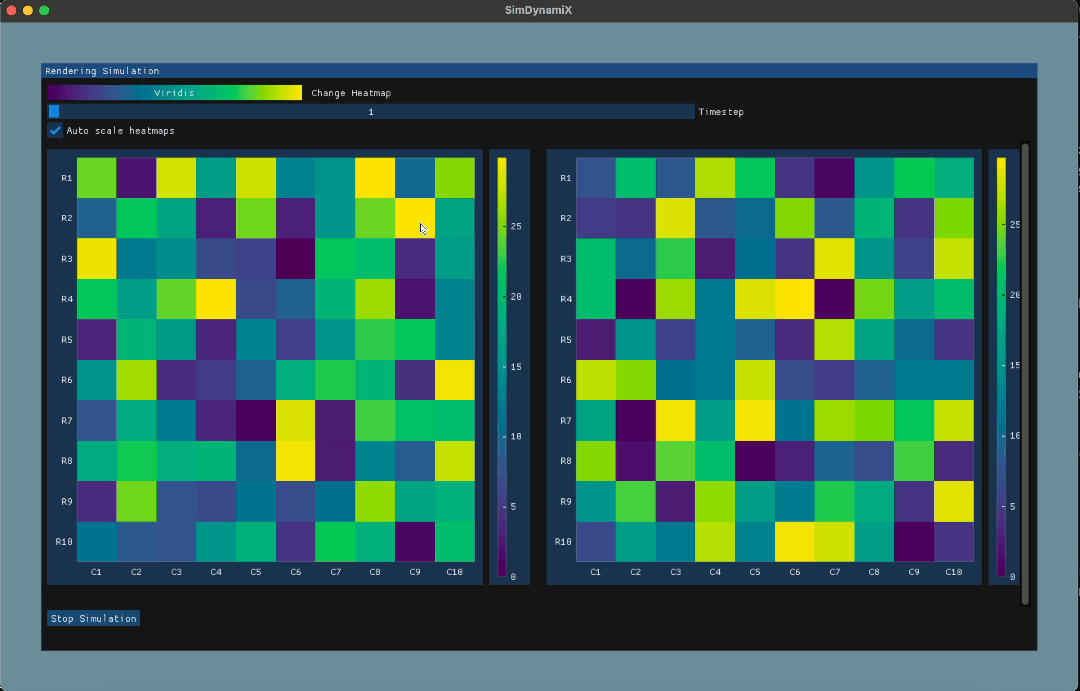 SimDynamiX
Rendering Simulation
Viridis Change Heatmap
1 Timestep
Auto scale heatmaps
R1
R2
R3
R4
R5
R6
R7
R8
R9
R10
C1 C2 C3 C4 C5 C6 C7 C8 C9 C10
25
20
15
10
5
0
R1
R2
R3
R4
R5
R6
R7
R8
R9
R10
C1 C2 C3 C4 C5 C6 C7 C8 C9 C10
25
20
15
10
5
0
Stop Simulation